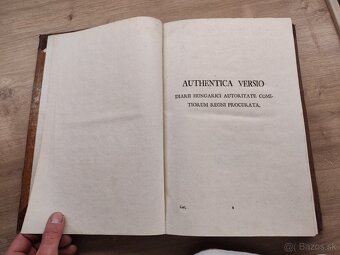 AUTHENTICA VERSIO
DIARII HUNGARICI AUTORITATE COMI-
TIORUM REGNI PROCURATA.
© Bazos.sk